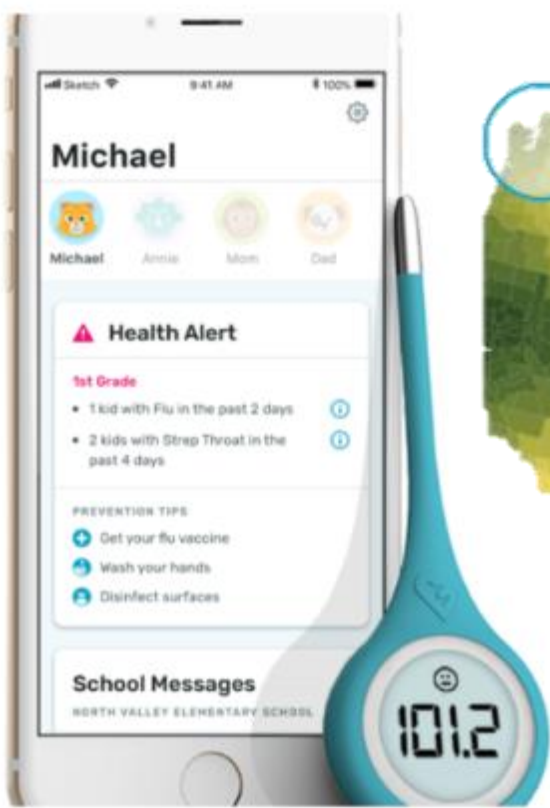 Sketch 9:41 AM 100%
Michael
Michael Annie Mom Dad
Health Alert
1st Grade
• 1 kid with Flu in the past 2 days
• 2 kids with Strep Throat in the
past 4 days
PREVENTION TIPS
Get your flu vaccine
Wash your hands
Disinfect surfaces
School Messages
NORTH VALLEY ELEMENTARY SCHOOL
101.2